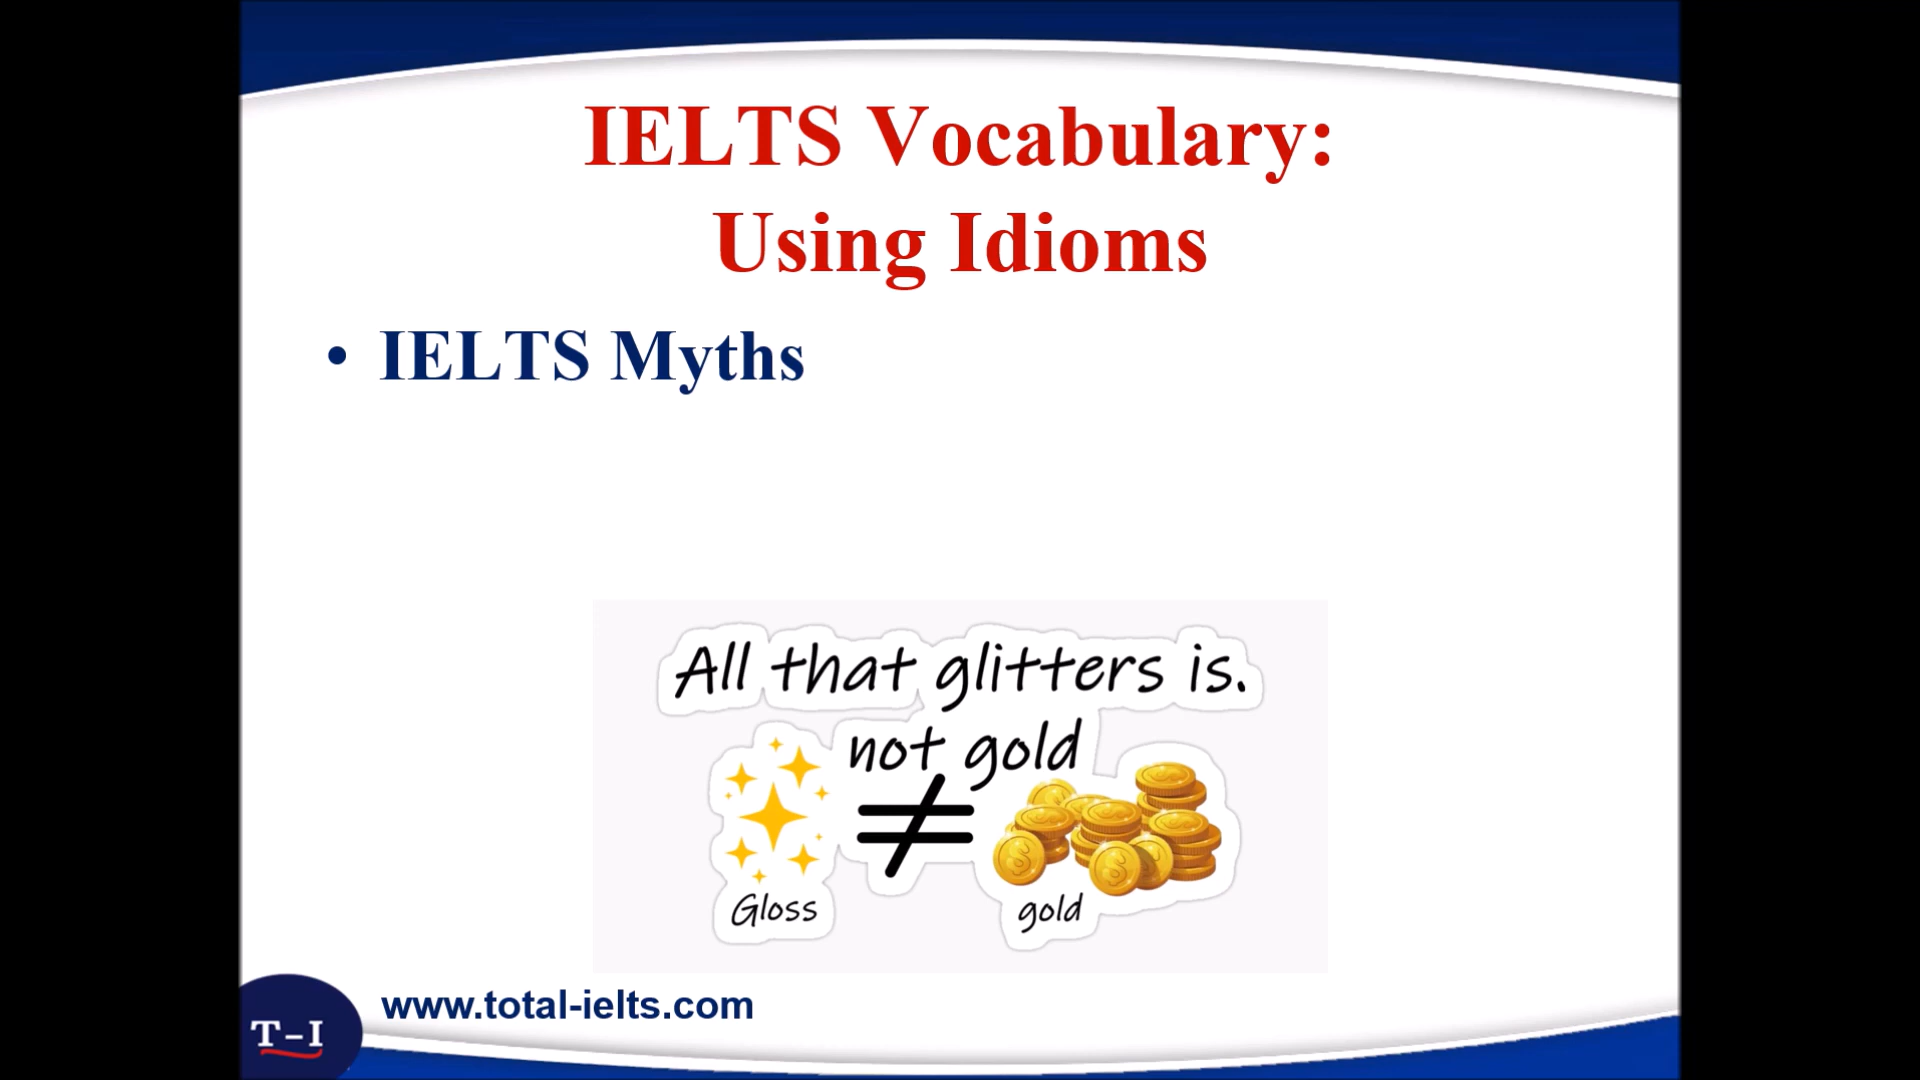 IELTS Vocabulary:
Using Idioms
• IELTS Myths
All that glitters is.
not gold
Gloss
gold
www.total-ielts.com
T-I